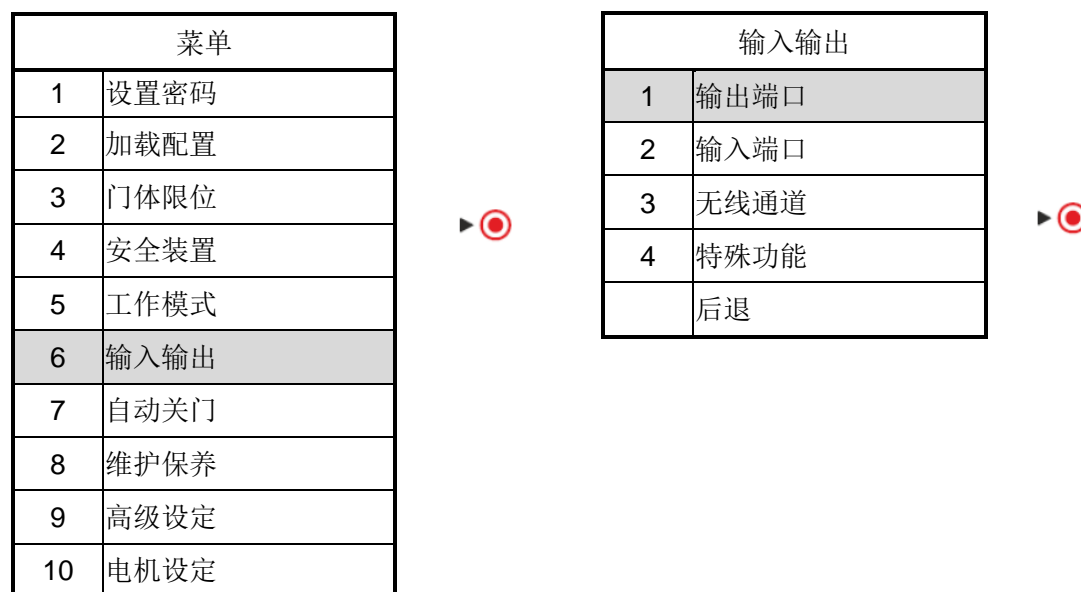 菜单
1 设置密码
2 加载配置
3 门体限位
4 安全装置
5 工作模式
6 输入输出
7 自动关门
8 维护保养
9 高级设定
10 电机设定
输入输出
1 输出端口
2 输入端口
3 无线通道
4 特殊功能
后退